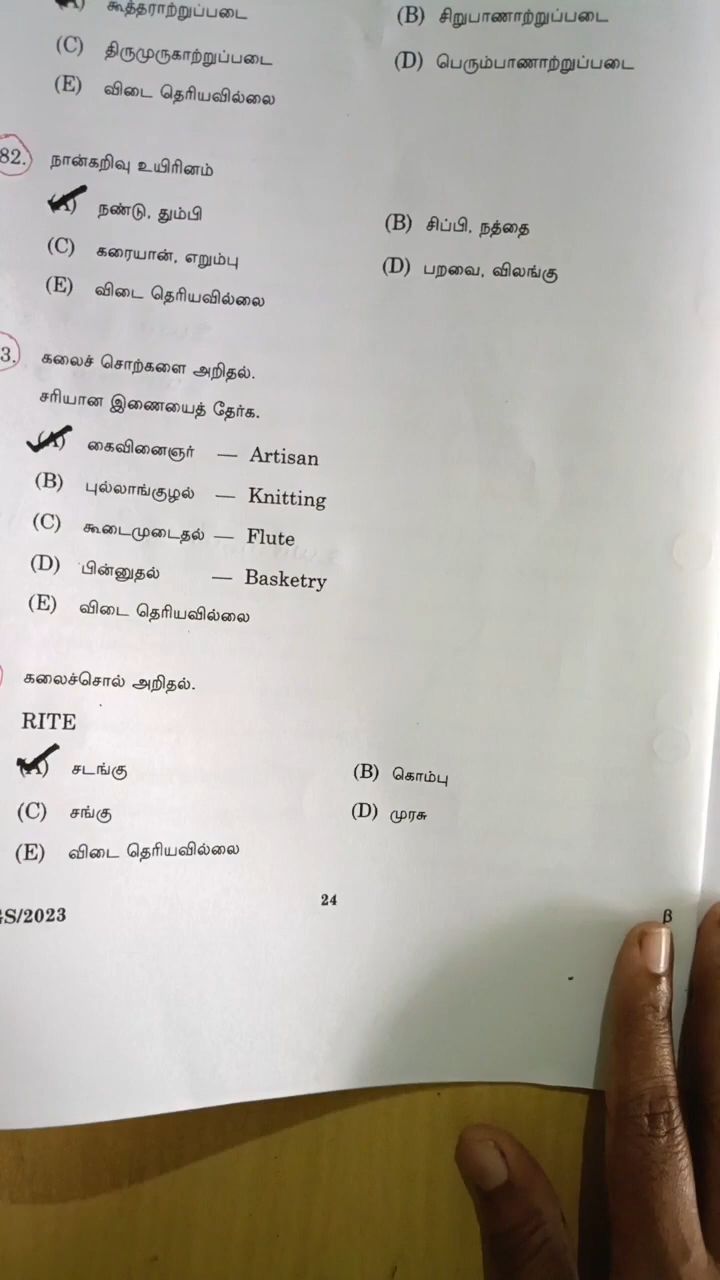 (A) கூத்தராற்றுப்படை (B) சிறுபாணாற்றுப்படை
(C) திருமுருகாற்றுப்படை (D) பெரும்பாணாற்றுப்படை
(E) விடை தெரியவில்லை
82. நான்கறிவு உயிரினம்
(A) நண்டு, தும்பி (B) சிப்பி, நத்தை
(C) கரையான், எறும்பு (D) பறவை, விலங்கு
(E) விடை தெரியவில்லை
3. கலைச் சொற்களை அறிதல்.
சரியான இணையைத் தேர்க.
(A) கைவினைஞர் — Artisan
(B) புல்லாங்குழல் — Knitting
(C) கூடைமுடைதல் — Flute
(D) பின்னுதல் — Basketry
(E) விடை தெரியவில்லை
கலைச்சொல் அறிதல்.
RITE
(A) சடங்கு (B) கொம்பு
(C) சங்கு (D) முரசு
(E) விடை தெரியவில்லை
24
GS/2023 β